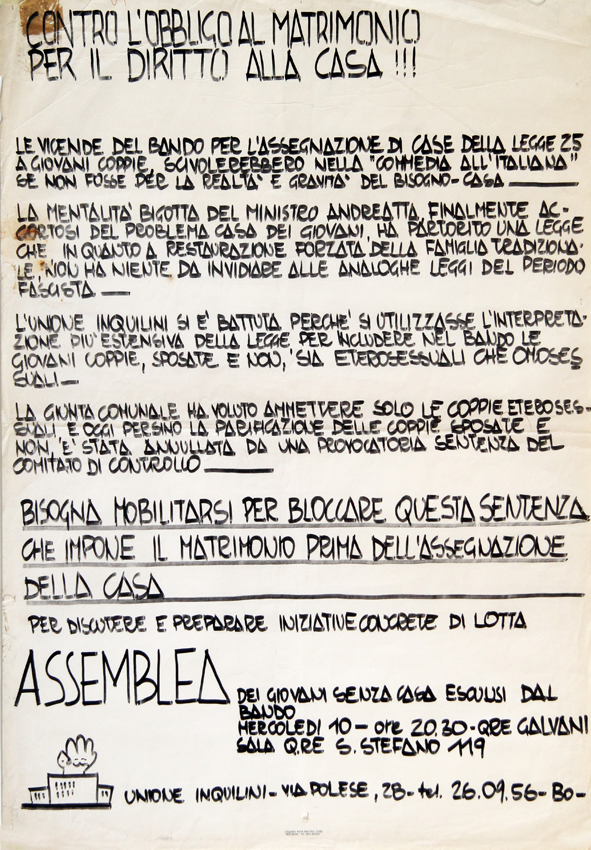 CONTRO L'OBBLIGO AL MATRIMONIO
PER IL DIRITTO ALLA CASA !!!
LE VICENDE DEL BANDO PER L'ASSEGNAZIONE DI CASE DELLA LEGGE 25
A GIOVANI COPPIE, SCIVOLEREBBERO NELLA "COMMEDIA ALL'ITALIANA"
SE NON FOSSE PER LA REALTA' E GRAVITA' DEL BISOGNO-CASA
LA MENTALITA' BIGOTTA DEL MINISTRO ANDREATTA, FINALMENTE AC-
CORTOSI DEL PROBLEMA CASA DEI GIOVANI, HA PARTORITO UNA LEGGE
CHE IN QUANTO A RESTAURAZIONE FORZATA DELLA FAMIGLIA TRADIZIONA-
LE, NON HA NIENTE DA INVIDIARE ALLE ANALOGHE LEGGI DEL PERIODO
FASCISTA —
L'UNIONE INQUILINI SI E' BATTUTA PERCHE' SI UTILIZZASSE L'INTERPRETA-
ZIONE PIU' ESTENSIVA DELLA LEGGE PER INCLUDERE NEL BANDO LE
GIOVANI COPPIE, SPOSATE E NON, SIA ETEROSESSUALI CHE OMOSES
SUALI —
LA GIUNTA COMUNALE HA VOLUTO AMMETTERE SOLO LE COPPIE ETEROSES-
SUALI E OGGI PERSINO LA PARIFICAZIONE DELLE COPPIE SPOSATE E
NON, E' STATA ANNULLATA DA UNA PROVOCATORIA SENTENZA DEL
COMITATO DI CONTROLLO
BISOGNA MOBILITARSI PER BLOCCARE QUESTA SENTENZA
CHE IMPONE IL MATRIMONIO PRIMA DELL'ASSEGNAZIONE
DELLA CASA
PER DISCUTERE E PREPARARE INIZIATIVE CONCRETE DI LOTTA
ASSEMBLEA DEI GIOVANI SENZA CASA ESCLUSI DAL
BANDO
MERCOLEDI 10 - ore 20,30 - QRE GALVANI
SALA Q.RE S. STEFANO 119
UNIONE INQUILINI - VIA POLESE, 28 - tel. 26.09.56 - Bo -